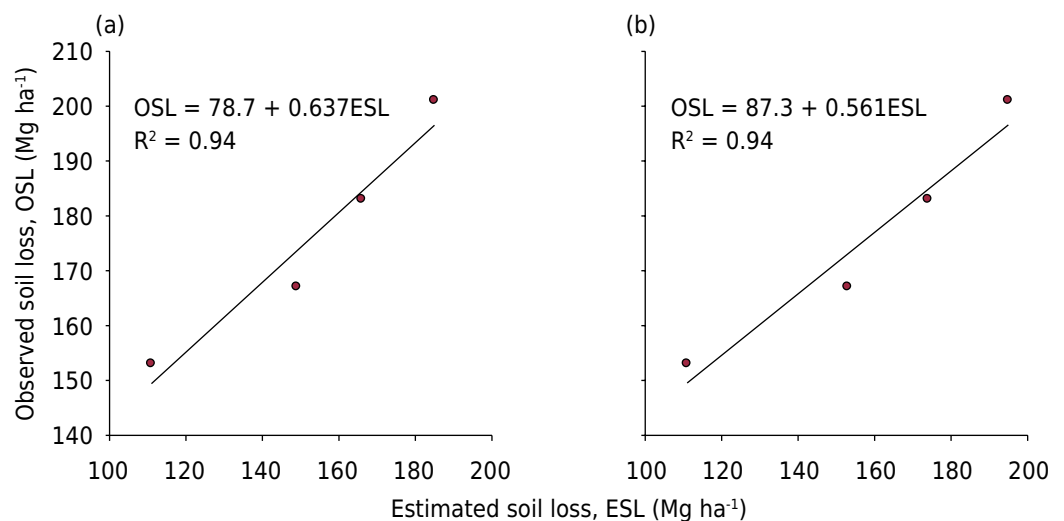 (a)
(b)
OSL = 78.7 + 0.637ESL
R² = 0.94
OSL = 87.3 + 0.561ESL
R² = 0.94
Observed soil loss, OSL (Mg ha⁻¹)
210
200
190
180
170
160
150
140
100 120 140 160 180 200
100 120 140 160 180 200
Estimated soil loss, ESL (Mg ha⁻¹)